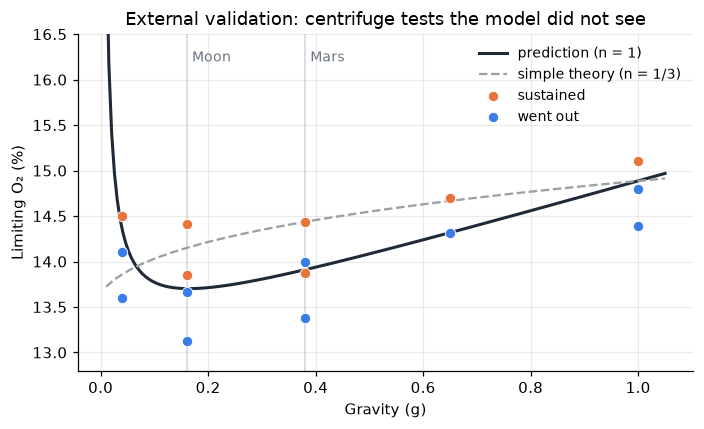 External validation: centrifuge tests the model did not see
16.5
16.0
15.5
15.0
14.5
14.0
13.5
13.0
Limiting O₂ (%)
Moon
Mars
prediction (n = 1)
simple theory (n = 1/3)
sustained
went out
0.0 0.2 0.4 0.6 0.8 1.0
Gravity (g)